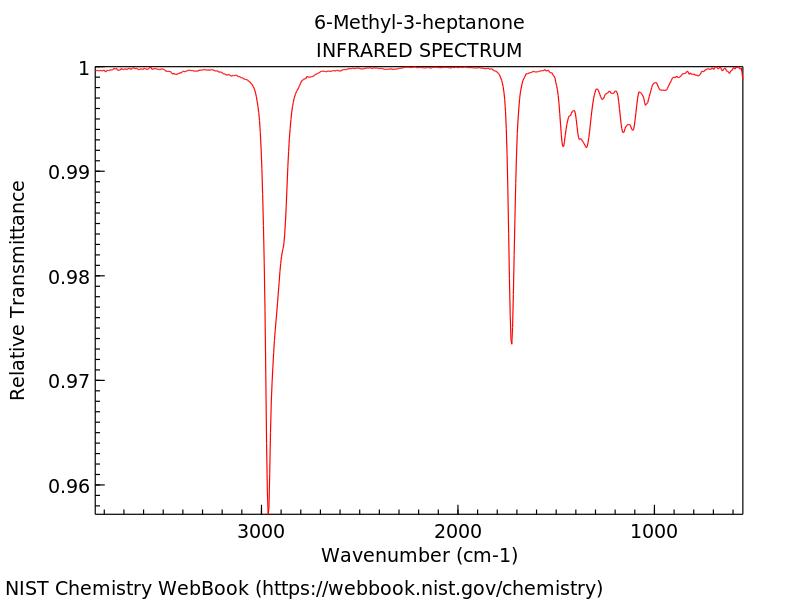 6-Methyl-3-heptanone
INFRARED SPECTRUM
1
0.99
0.98
0.97
0.96
Relative Transmittance
3000 2000 1000
Wavenumber (cm-1)
NIST Chemistry WebBook (https://webbook.nist.gov/chemistry)